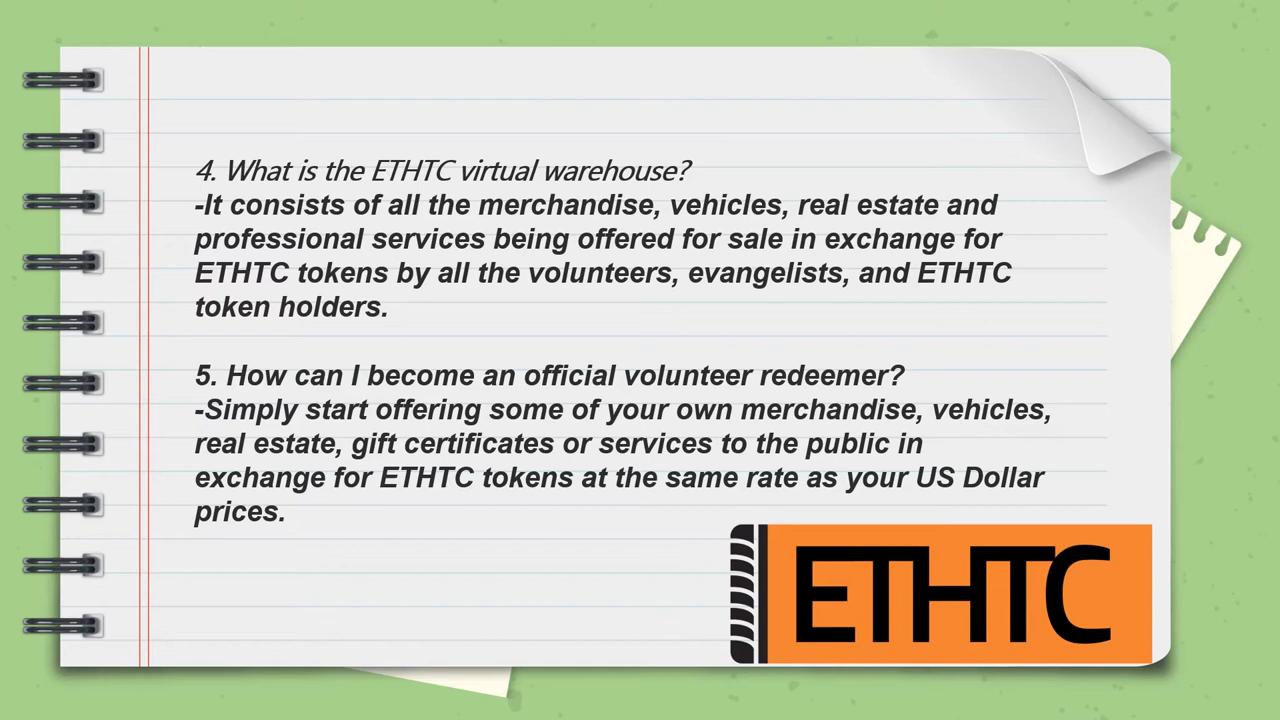 4. What is the ETHTC virtual warehouse?
-It consists of all the merchandise, vehicles, real estate and
professional services being offered for sale in exchange for
ETHTC tokens by all the volunteers, evangelists, and ETHTC
token holders.
5. How can I become an official volunteer redeemer?
-Simply start offering some of your own merchandise, vehicles,
real estate, gift certificates or services to the public in
exchange for ETHTC tokens at the same rate as your US Dollar
prices.
ETHTC